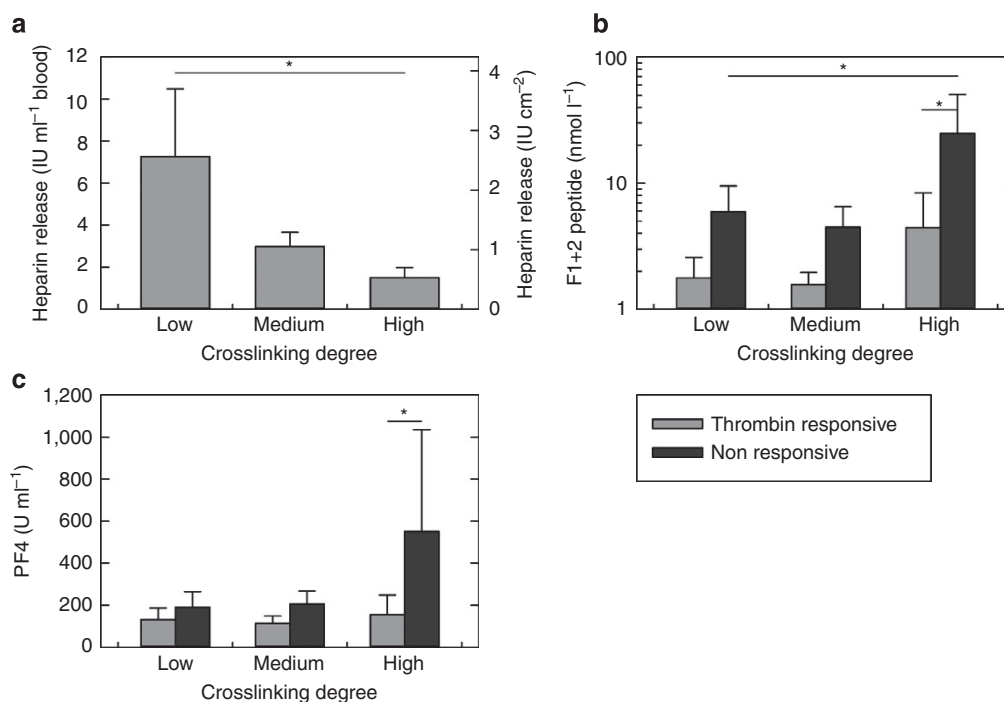 a
Heparin release (IU ml⁻¹ blood)
12
10
8
6
4
2
0
*
4
3
2
1
0
Heparin release (IU cm⁻²)
Low Medium High
Crosslinking degree
b
F1+2 peptide (nmol l⁻¹)
100
10
1
*
*
Low Medium High
Crosslinking degree
c
PF4 (U ml⁻¹)
1,200
1,000
800
600
400
200
0
*
Low Medium High
Crosslinking degree
Thrombin responsive
Non responsive